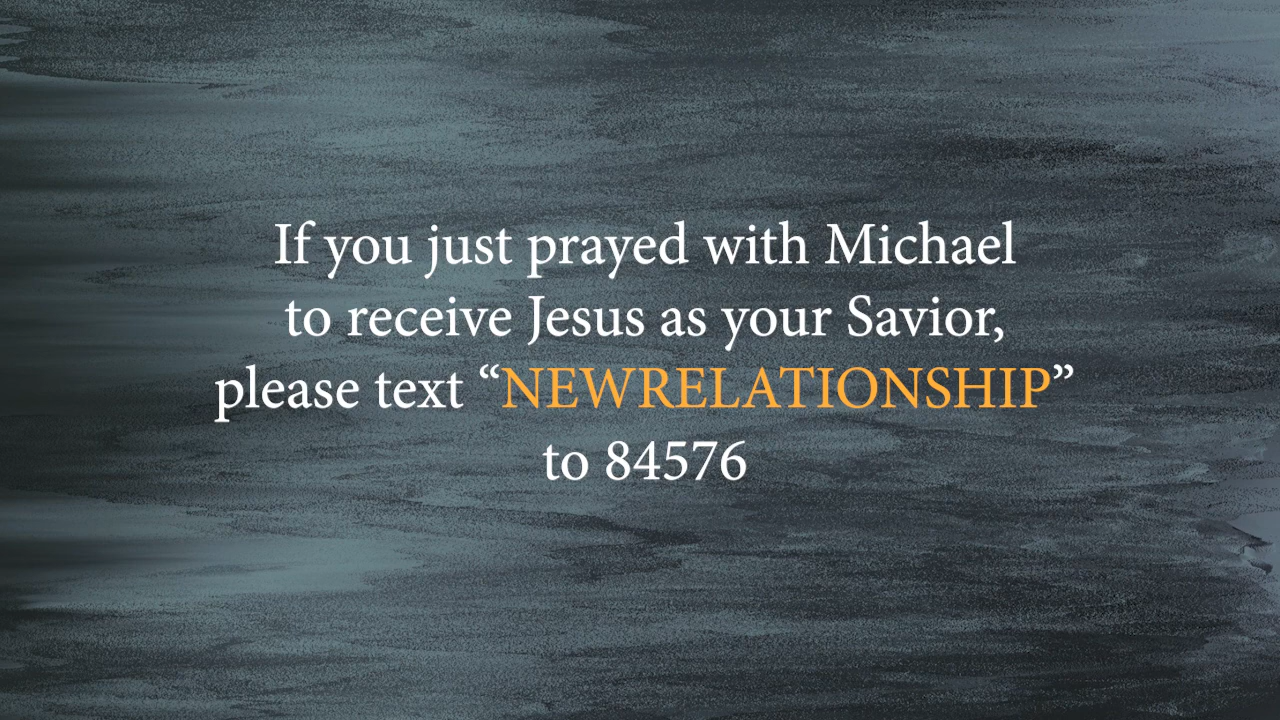 If you just prayed with Michael
to receive Jesus as your Savior,
please text “NEWRELATIONSHIP”
to 84576